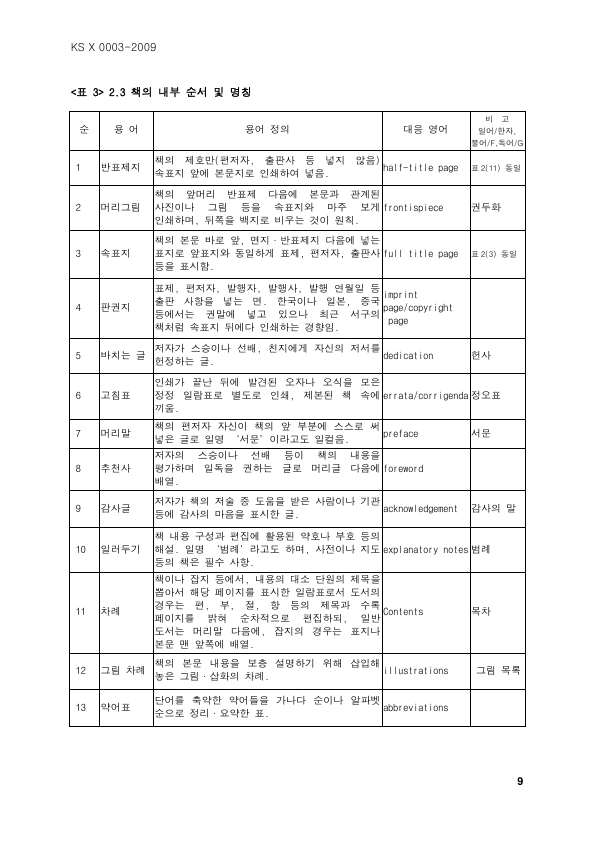 KS X 0003-2009
<표 3> 2.3 책의 내부 순서 및 명칭
순 용 어 용어 정의 대응 영어 비 고
일어/한자,
불어/F,독어/G
1 반표제지 책의 제호만(편저자, 출판사 등 넣지 않음)
속표지 앞에 본문지로 인쇄하여 넣음. half-title page 표 2(11) 동일
2 머리그림 책의 앞머리 반표제 다음에 본문과 관계된
사진이나 그림 등을 속표지와 마주 보게
인쇄하며, 뒤쪽을 백지로 비우는 것이 원칙. frontispiece 권두화
3 속표지 책의 본문 바로 앞, 면지·반표제지 다음에 넣는
표지로 앞표지와 동일하게 표제, 편저자, 출판사
등을 표시함. full title page 표 2(3) 동일
4 판권지 표제, 편저자, 발행자, 발행사, 발행 연월일 등
출판 사항을 넣는 면. 한국이나 일본, 중국
등에서는 권말에 넣고 있으나 최근 서구의
책처럼 속표지 뒤에다 인쇄하는 경향임. imprint
page/copyright
page
5 바치는 글 저자가 스승이나 선배, 친지에게 자신의 저서를
헌정하는 글. dedication 헌사
6 고침표 인쇄가 끝난 뒤에 발견된 오자나 오식을 모은
정정 일람표로 별도로 인쇄, 제본된 책 속에
끼움. errata/corrigenda 정오표
7 머리말 책의 편저자 자신이 책의 앞 부분에 스스로 써
넣은 글로 일명 ‘서문’이라고도 일컬음. preface 서문
8 추천사 저자의 스승이나 선배 등이 책의 내용을
평가하며 일독을 권하는 글로 머리글 다음에
배열. foreword
9 감사글 저자가 책의 저술 중 도움을 받은 사람이나 기관
등에 감사의 마음을 표시한 글. acknowledgement 감사의 말
10 일러두기 책 내용 구성과 편집에 활용된 약호나 부호 등의
해설. 일명 ‘범례’라고도 하며, 사전이나 지도
등의 책은 필수 사항. explanatory notes 범례
11 차례 책이나 잡지 등에서, 내용의 대소 단원의 제목을
뽑아서 해당 페이지를 표시한 일람표로서 도서의
경우는 편, 부, 절, 항 등의 제목과 수록
페이지를 밝혀 순차적으로 편집하되, 일반
도서는 머리말 다음에, 잡지의 경우는 표지나
본문 맨 앞쪽에 배열. Contents 목차
12 그림 차례 책의 본문 내용을 보충 설명하기 위해 삽입해
놓은 그림·삽화의 차례. illustrations 그림 목록
13 약어표 단어를 축약한 약어들을 가나다 순이나 알파벳
순으로 정리·요약한 표. abbreviations
9